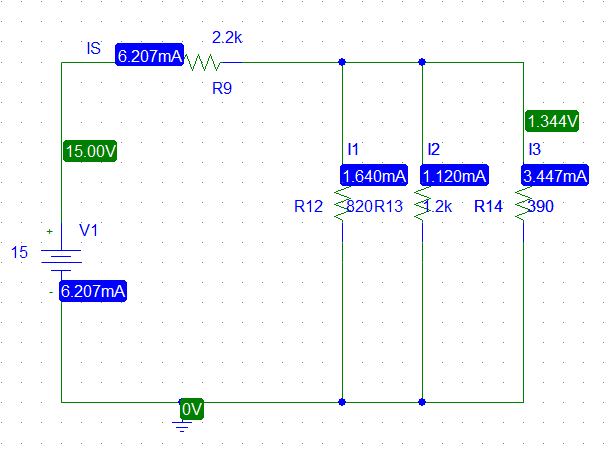 2.2k
IS
6.207mA
R9
15.00V
1.344V
I1
I2
I3
1.640mA
1.120mA
3.447mA
R12
820
R13
1.2k
R14
390
+
V1
15
-
6.207mA
0V